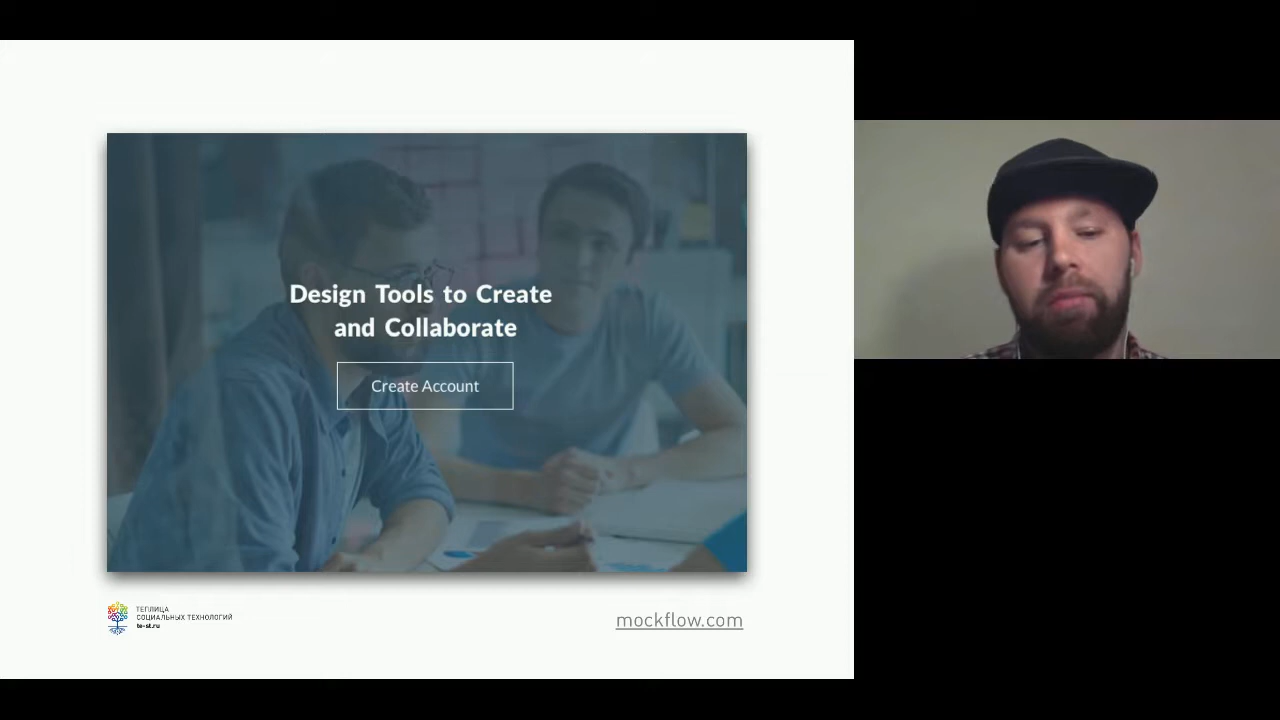 Design Tools to Create
and Collaborate
Create Account
ТЕПЛИЦА
СОЦИАЛЬНЫХ ТЕХНОЛОГИЙ
te-st.ru
mockflow.com